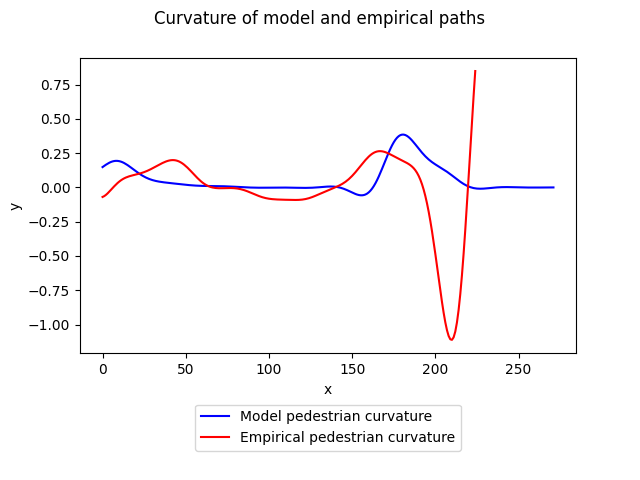 Curvature of model and empirical paths
0.75
0.50
0.25
0.00
−0.25
−0.50
−0.75
−1.00
y
0 50 100 150 200 250
x
Model pedestrian curvature
Empirical pedestrian curvature